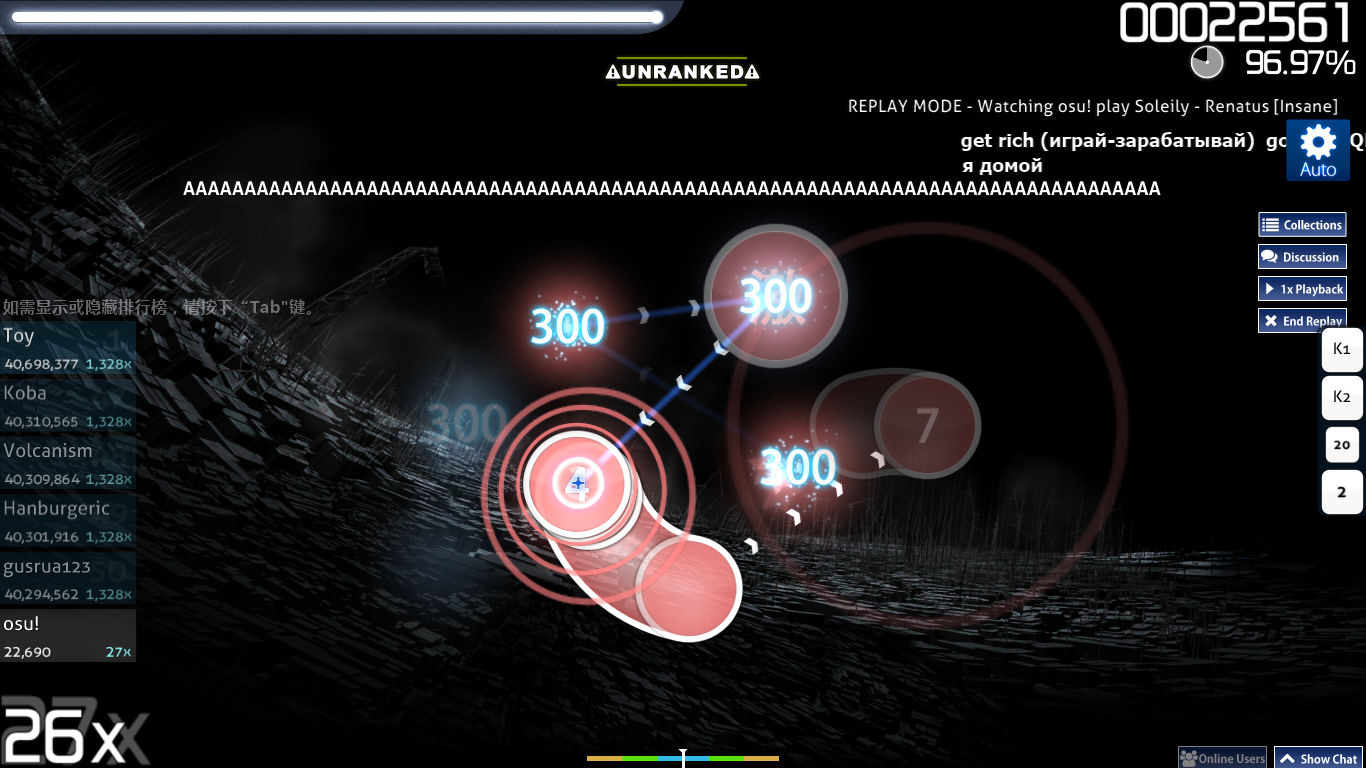 00022561
96.97%
UNRANKED
REPLAY MODE - Watching osu! play Soleily - Renatus [Insane]
get rich (играй-зарабатывай) go
я домой
Auto
AAAAAAAAAAAAAAAAAAAAAAAAAAAAAAAAAAAAAAAAAAAAAAAAAAAAAAAAAAAAAAAAAAAAAAAAAAAAAAAA
Collections
Discussion
1x Playback
End Replay
300
300
300
300
4
7
如需显示或隐藏排行榜，请按下“Tab"键。
Toy
40,698,377 1,328x
Koba
40,310,565 1,328x
Volcanism
40,309,864 1,328x
Hanburgeric
40,301,916 1,328x
gusrua123
40,294,562 1,328x
osu!
22,690 27x
K1
K2
20
2
26x
Online Users
Show Chat